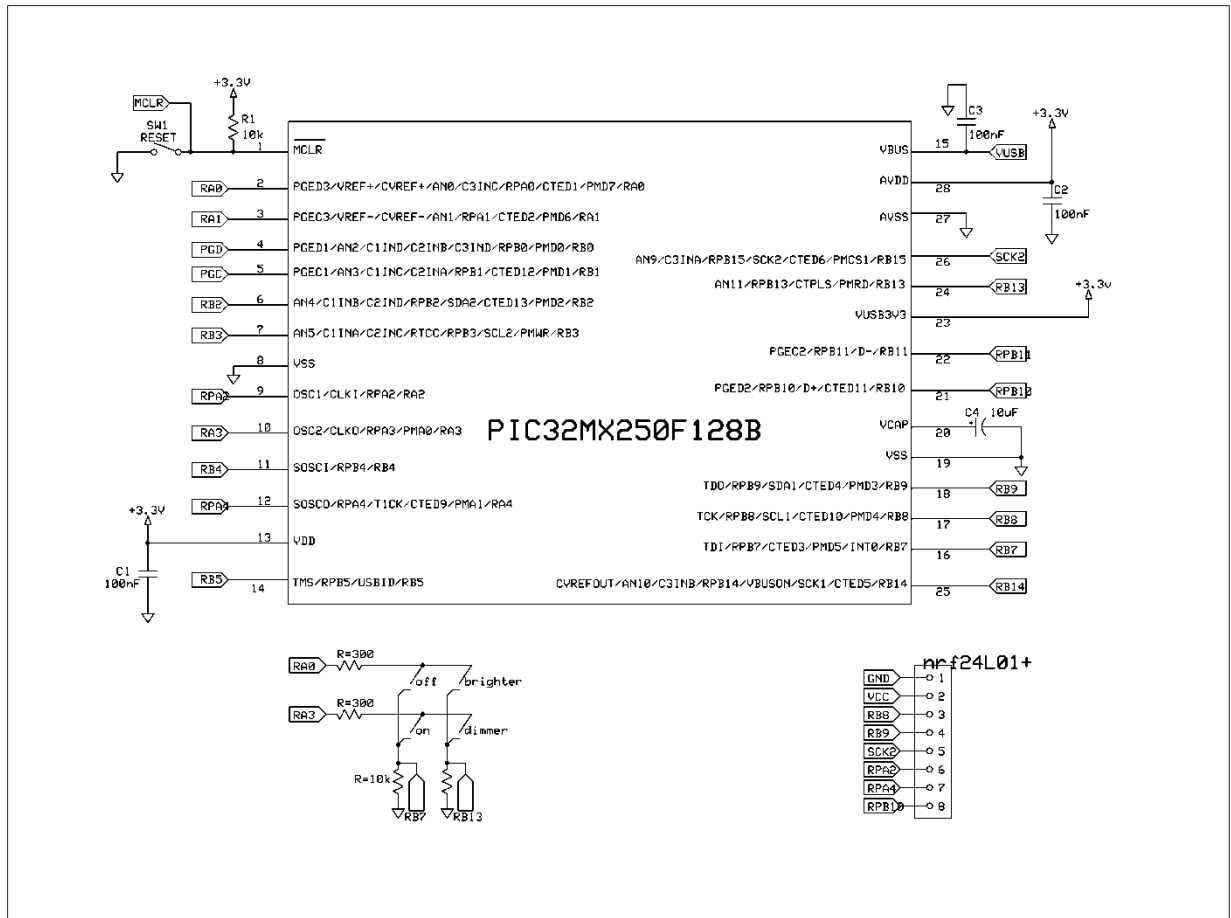 +3.3V
MCLR
SW1
RESET
R1
10k
1
MCLR
RA0
2
PGED3/VREF+/CVREF+/AN0/C3INC/RPA0/CTED1/PMD7/RA0
RA1
3
PGEC3/VREF-/CVREF-/AN1/RPA1/CTED2/PMD6/RA1
PGD
4
PGED1/AN2/C1IND/C2INB/C3IND/RPB0/PMD0/RB0
PGC
5
PGEC1/AN3/C1INC/C2INA/RPB1/CTED12/PMD1/RB1
RB2
6
AN4/C1INB/C2IND/RPB2/SDA2/CTED13/PMD2/RB2
RB3
7
AN5/C1INA/C2INC/RTCC/RPB3/SCL2/PMWR/RB3
8
VSS
RPA2
9
OSC1/CLKI/RPA2/RA2
RA3
10
OSC2/CLKO/RPA3/PMA0/RA3
RB4
11
SOSCI/RPB4/RB4
RPA4
12
SOSCO/RPA4/T1CK/CTED9/PMA1/RA4
+3.3V
13
VDD
C1
100nF
RB5
14
TMS/RPB5/USBID/RB5
PIC32MX250F128B
C3
100nF
+3.3V
VBUS
15
VUSB
AVDD
28
C2
100nF
AVSS
27
AN9/C3INA/RPB15/SCK2/CTED6/PMCS1/RB15
26
SCK2
AN11/RPB13/CTPLS/PMRD/RB13
24
RB13
+3.3V
VUSB3V3
23
PGEC2/RPB11/D-/RB11
22
RPB11
PGED2/RPB10/D+/CTED11/RB10
21
RPB10
C4 10uF
+
VCAP
20
VSS
19
TDO/RPB9/SDA1/CTED4/PMD3/RB9
18
RB9
TCK/RPB8/SCL1/CTED10/PMD4/RB8
17
RB8
TDI/RPB7/CTED3/PMD5/INT0/RB7
16
RB7
CVREFOUT/AN10/C3INB/RPB14/VBUSON/SCK1/CTED5/RB14
25
RB14
RA0
R=300
off
brighter
RA3
R=300
on
dimmer
R=10k
RB7
RB13
nrf24L01+
GND 1
VCC 2
RB8 3
RB9 4
SCK2 5
RPA2 6
RPA4 7
RPB10 8